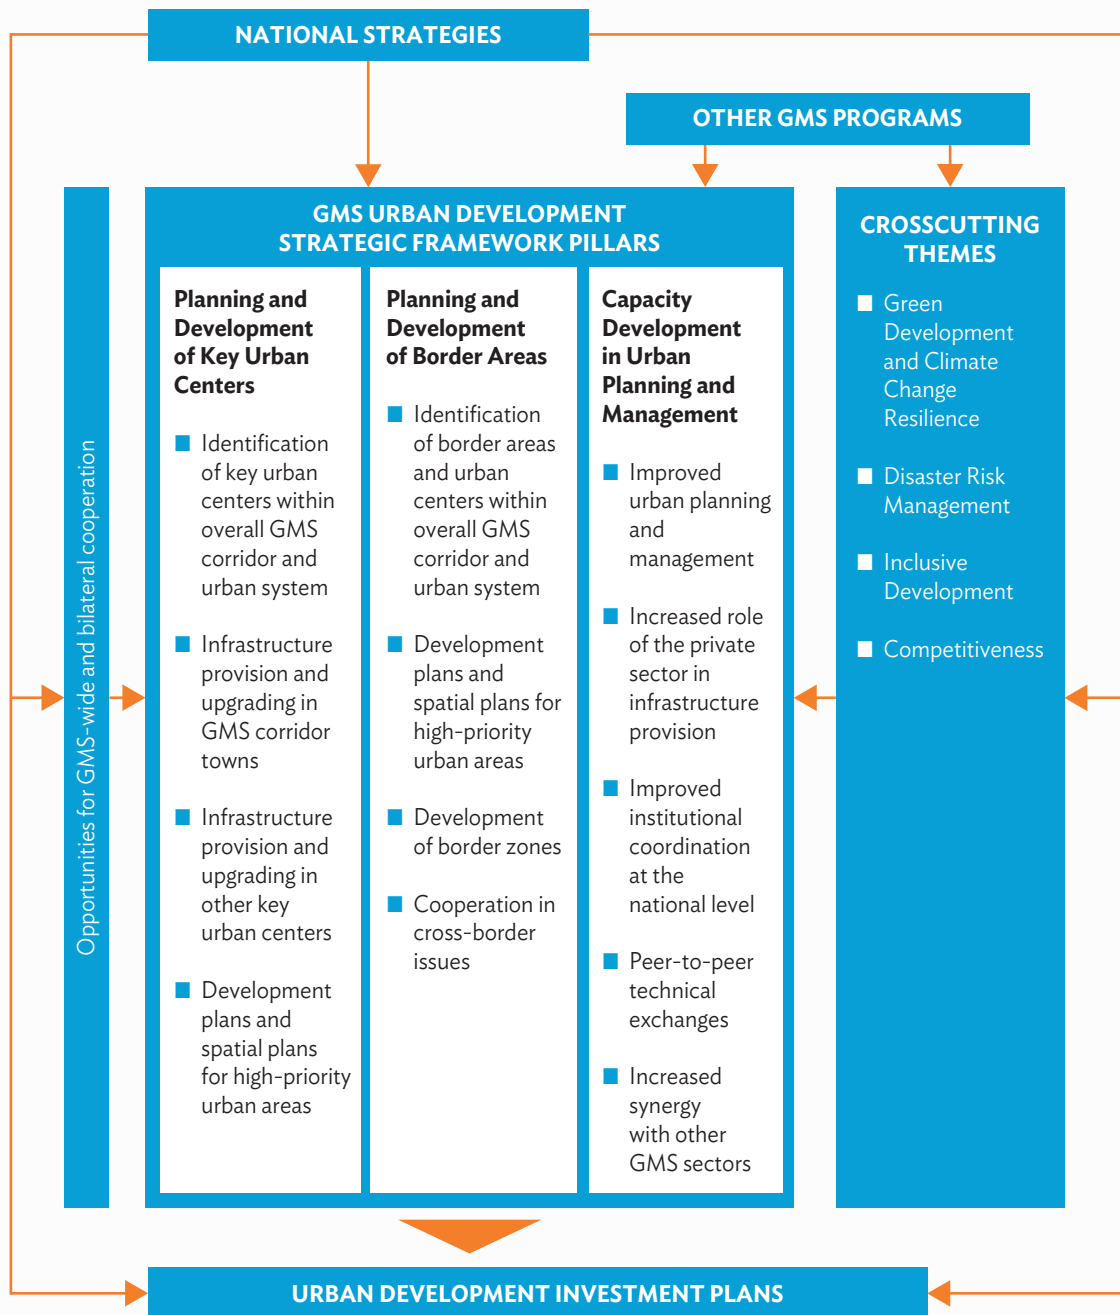 NATIONAL STRATEGIES
OTHER GMS PROGRAMS
Opportunities for GMS-wide and bilateral cooperation
GMS URBAN DEVELOPMENT
STRATEGIC FRAMEWORK PILLARS
Planning and
Development
of Key Urban
Centers
Identification
of key urban
centers within
overall GMS
corridor and
urban system
Infrastructure
provision and
upgrading in
GMS corridor
towns
Infrastructure
provision and
upgrading in
other key
urban centers
Development
plans and
spatial plans
for high-priority
urban areas
Planning and
Development
of Border Areas
Identification
of border areas
and urban
centers within
overall GMS
corridor and
urban system
Development
plans and
spatial plans for
high-priority
urban areas
Development
of border zones
Cooperation in
cross-border
issues
Capacity
Development
in Urban
Planning and
Management
Improved
urban planning
and
management
Increased role
of the private
sector in
infrastructure
provision
Improved
institutional
coordination
at the
national level
Peer-to-peer
technical
exchanges
Increased
synergy
with other
GMS sectors
CROSSCUTTING
THEMES
Green
Development
and Climate
Change
Resilience
Disaster Risk
Management
Inclusive
Development
Competitiveness
URBAN DEVELOPMENT INVESTMENT PLANS